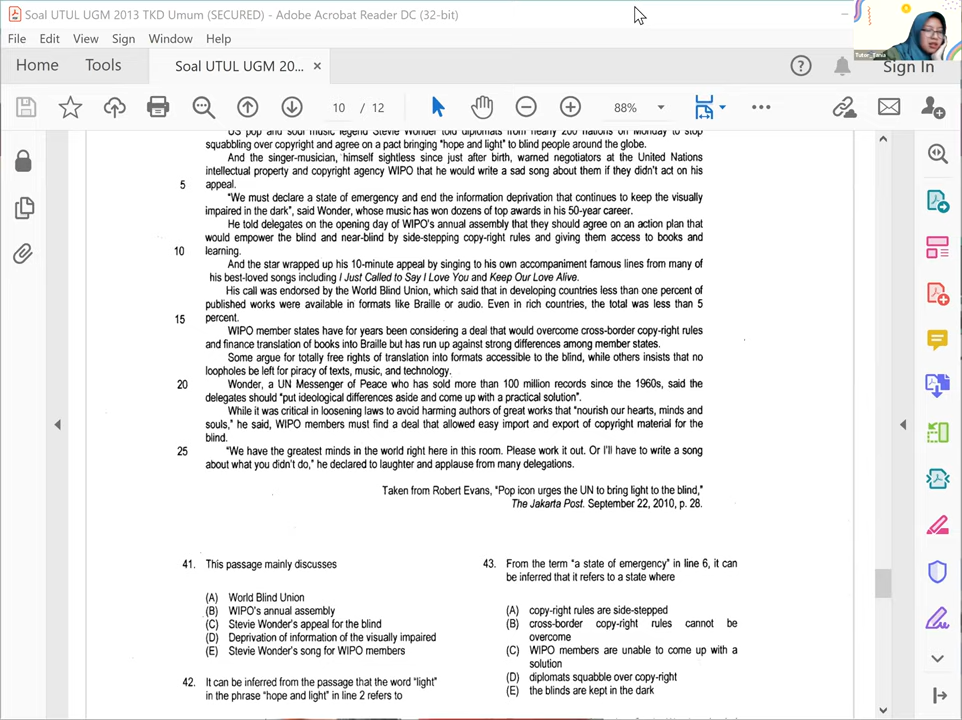 Soal UTUL UGM 2013 TKD Umum (SECURED) - Adobe Acrobat Reader DC (32-bit)
File Edit View Sign Window Help
Home Tools Soal UTUL UGM 20... × Sign In
10 / 12 88%
US pop and soul music legend Stevie Wonder told diplomats from nearly 200 nations on Monday to stop
squabbling over copyright and agree on a pact bringing "hope and light" to blind people around the globe.
And the singer-musician, himself sightless since just after birth, warned negotiators at the United Nations
intellectual property and copyright agency WIPO that he would write a sad song about them if they didn't act on his
5 appeal.
"We must declare a state of emergency and end the information deprivation that continues to keep the visually
impaired in the dark", said Wonder, whose music has won dozens of top awards in his 50-year career.
He told delegates on the opening day of WIPO's annual assembly that they should agree on an action plan that
would empower the blind and near-blind by side-stepping copy-right rules and giving them access to books and
10 learning.
And the star wrapped up his 10-minute appeal by singing to his own accompaniment famous lines from many of
his best-loved songs including I Just Called to Say I Love You and Keep Our Love Alive.
His call was endorsed by the World Blind Union, which said that in developing countries less than one percent of
published works were available in formats like Braille or audio. Even in rich countries, the total was less than 5
15 percent.
WIPO member states have for years been considering a deal that would overcome cross-border copy-right rules
and finance translation of books into Braille but has run up against strong differences among member states.
Some argue for totally free rights of translation into formats accessible to the blind, while others insists that no
loopholes be left for piracy of texts, music, and technology.
20 Wonder, a UN Messenger of Peace who has sold more than 100 million records since the 1960s, said the
delegates should "put ideological differences aside and come up with a practical solution".
While it was critical in loosening laws to avoid harming authors of great works that "nourish our hearts, minds and
souls," he said, WIPO members must find a deal that allowed easy import and export of copyright material for the
blind.
25 "We have the greatest minds in the world right here in this room. Please work it out. Or I'll have to write a song
about what you didn't do," he declared to laughter and applause from many delegations.
Taken from Robert Evans, "Pop icon urges the UN to bring light to the blind,"
The Jakarta Post. September 22, 2010, p. 28.
41. This passage mainly discusses
(A) World Blind Union
(B) WIPO's annual assembly
(C) Stevie Wonder's appeal for the blind
(D) Deprivation of information of the visually impaired
(E) Stevie Wonder's song for WIPO members
42. It can be inferred from the passage that the word "light"
in the phrase "hope and light" in line 2 refers to
43. From the term "a state of emergency" in line 6, it can
be inferred that it refers to a state where
(A) copy-right rules are side-stepped
(B) cross-border copy-right rules cannot be
overcome
(C) WIPO members are unable to come up with a
solution
(D) diplomats squabble over copy-right
(E) the blinds are kept in the dark